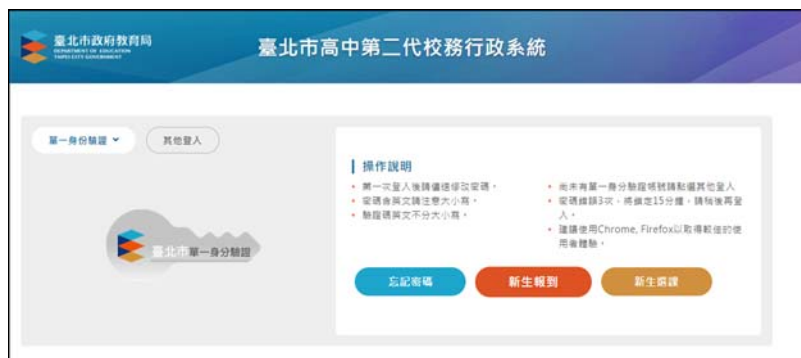 臺北市政府教育局
DEPARTMENT OF EDUCATION
TAIPEI CITY GOVERNMENT
臺北市高中第二代校務行政系統
單一身份驗證
其他登入
臺北市單一身分驗證
操作說明
第一次登入後請儘速修改密碼。
密碼含英文請注意大小寫。
驗證碼英文不分大小寫。
尚未有單一身分驗證帳號請點選其他登入
密碼錯誤3次，將鎖定15分鐘，請稍後再登
入。
建議使用Chrome, Firefox以取得較佳的使
用者體驗。
忘記密碼
新生報到
新生選課